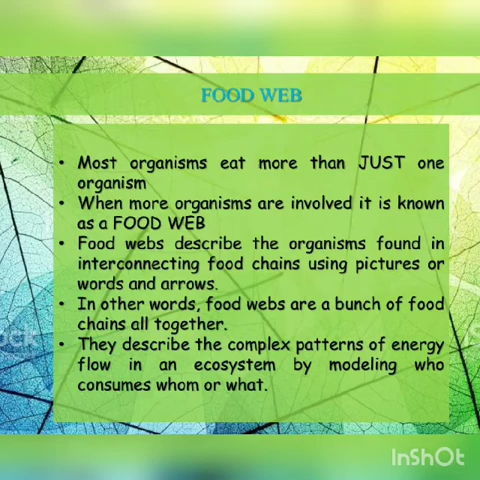 FOOD WEB
• Most organisms eat more than JUST one
organism
• When more organisms are involved it is known
as a FOOD WEB
• Food webs describe the organisms found in
interconnecting food chains using pictures or
words and arrows.
• In other words, food webs are a bunch of food
chains all together.
• They describe the complex patterns of energy
flow in an ecosystem by modeling who
consumes whom or what.
InShOt